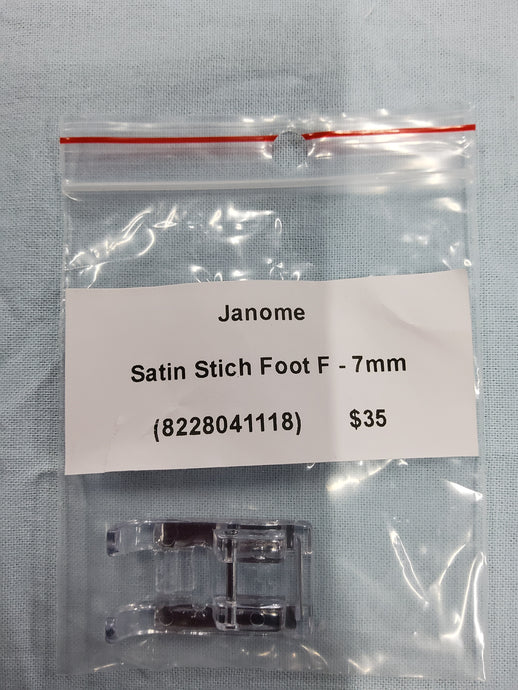 Janome
Satin Stich Foot F - 7mm
(8228041118) $35